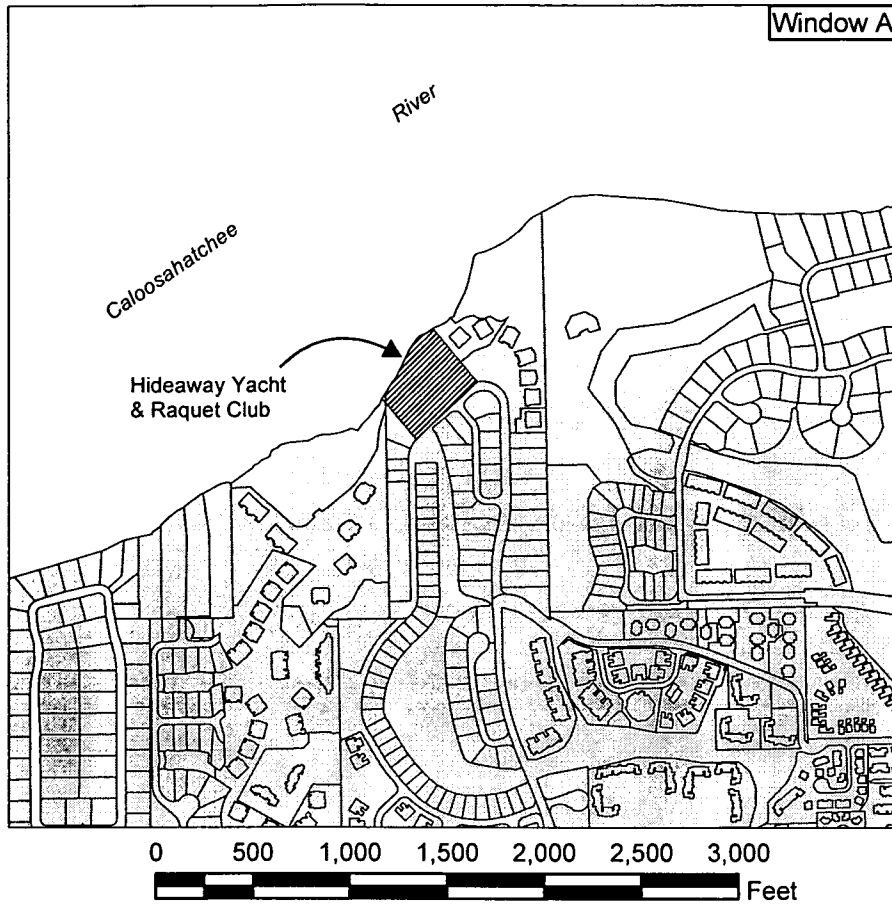 Window A
River
Caloosahatchee
Hideaway Yacht
& Raquet Club
0 500 1,000 1,500 2,000 2,500 3,000
Feet